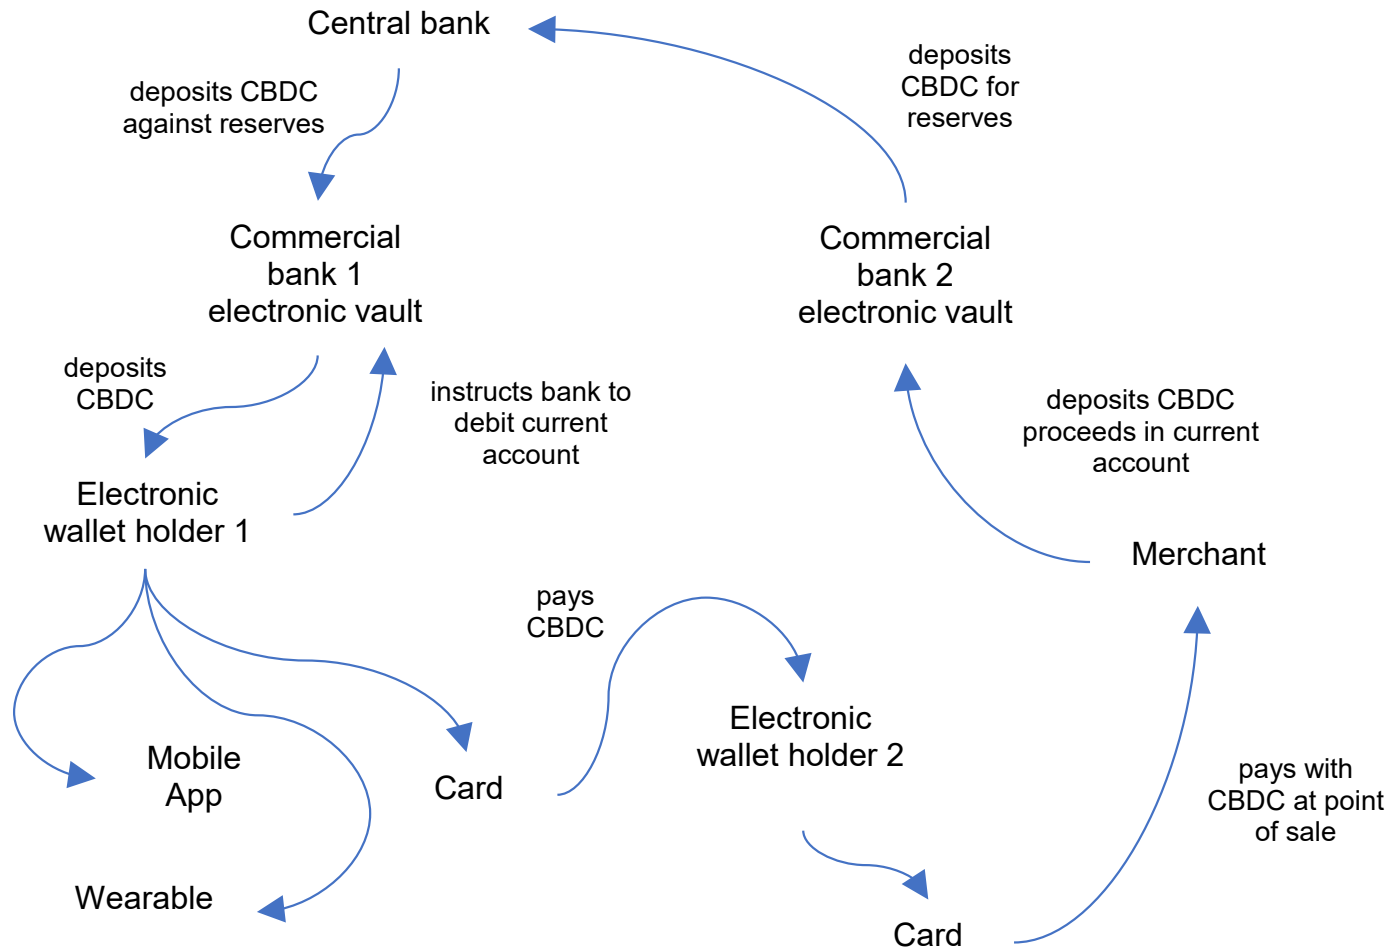 Central bank
deposits
CBDC for
reserves
deposits CBDC
against reserves
Commercial
bank 1
electronic vault
Commercial
bank 2
electronic vault
deposits
CBDC
instructs bank to
debit current
account
deposits CBDC
proceeds in current
account
Electronic
wallet holder 1
Merchant
pays
CBDC
Electronic
wallet holder 2
Mobile
App
Card
pays with
CBDC at point
of sale
Wearable
Card